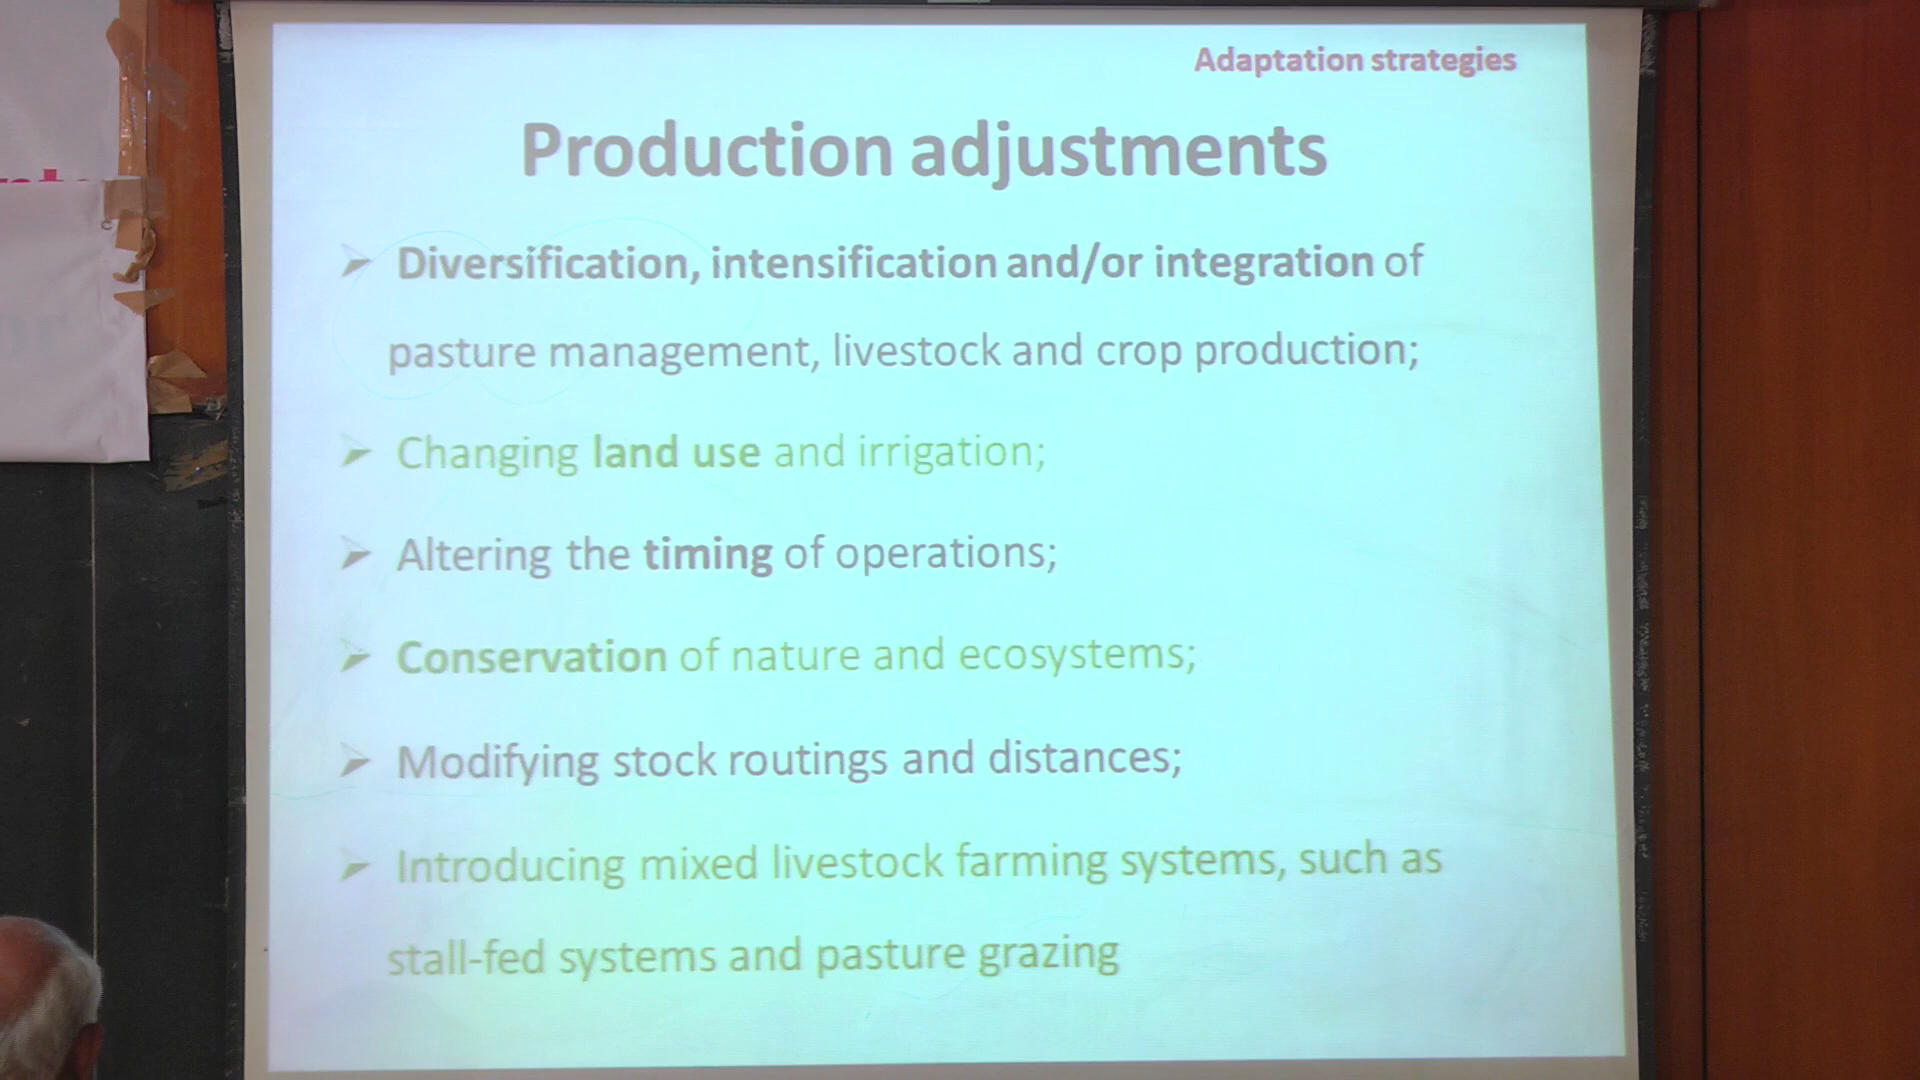 Adaptation strategies
Production adjustments
Diversification, intensification and/or integration of
pasture management, livestock and crop production;
Changing land use and irrigation;
Altering the timing of operations;
Conservation of nature and ecosystems;
Modifying stock routings and distances;
Introducing mixed livestock farming systems, such as
stall-fed systems and pasture grazing